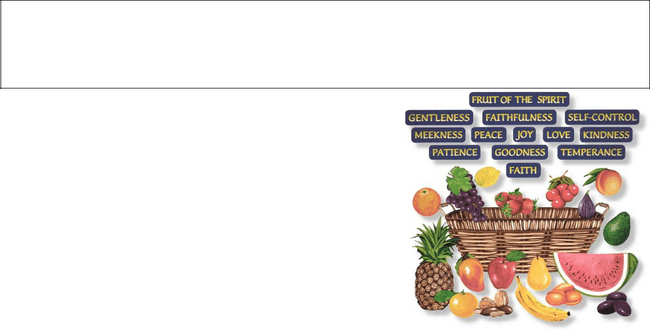 FRUIT OF THE SPIRIT
GENTLENESS FAITHFULNESS SELF-CONTROL
MEEKNESS PEACE JOY LOVE KINDNESS
PATIENCE GOODNESS TEMPERANCE
FAITH